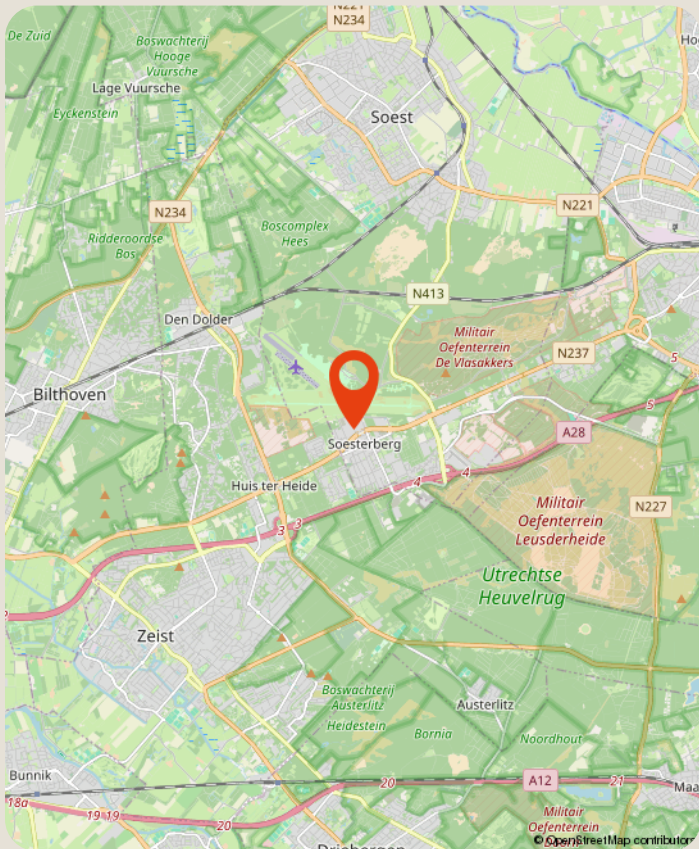 N221
N234
De Zuid
Boswachterij
Hooge
Vuursche
Lage Vuursche
Eyckenstein
Soest
N234
N221
Ridderoordse
Bos
Boscomplex
Hees
N413
Den Dolder
Militair
Oefenterrein
De Vlasakkers
N237
5
Bilthoven
5
A28
Soesterberg
4
4
Huis ter Heide
Militair
Oefenterrein
Leusderheide
N227
3
3
Utrechtse
Heuvelrug
Zeist
Boswachterij
Austerlitz
Heidestein
Austerlitz
Bornia
Noordhout
Bunnik
20
A12
21
18a
19
19
20
Militair
Oefenterrein
© OpenStreetMap contributors